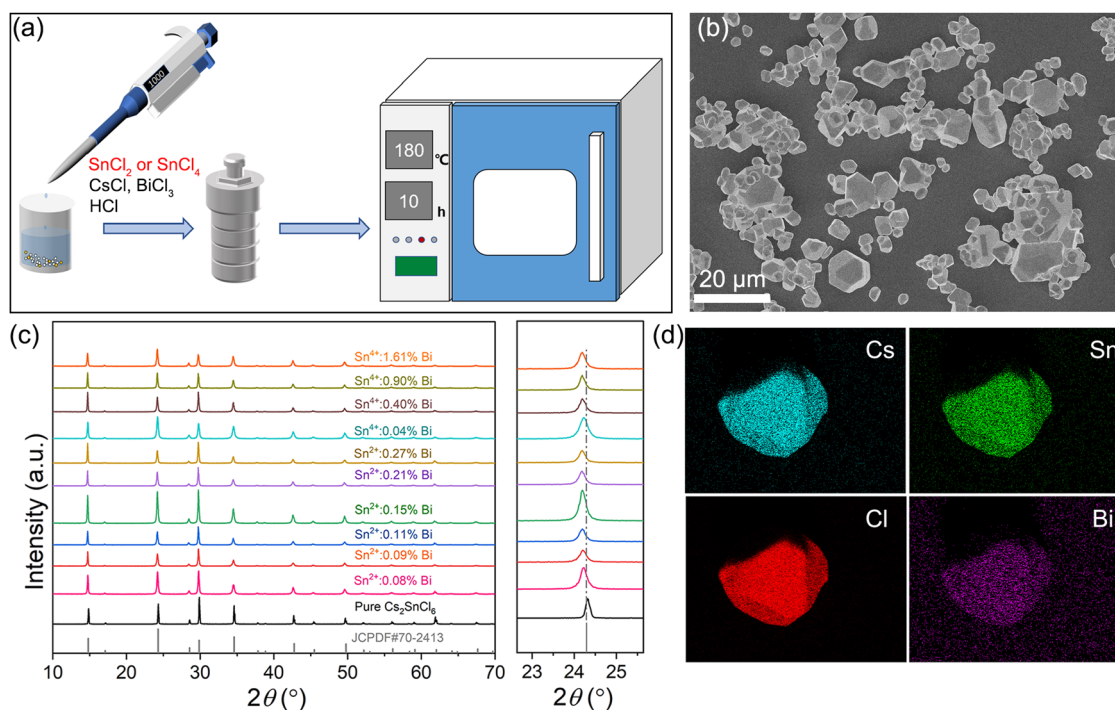 (a)
1000
SnCl2 or SnCl4
CsCl, BiCl3
HCl
180 ℃
10 h
(b)
20 μm
(c)
Intensity (a.u.)
Sn4+:1.61% Bi
Sn4+:0.90% Bi
Sn4+:0.40% Bi
Sn4+:0.04% Bi
Sn2+:0.27% Bi
Sn2+:0.21% Bi
Sn2+:0.15% Bi
Sn2+:0.11% Bi
Sn2+:0.09% Bi
Sn2+:0.08% Bi
Pure Cs2SnCl6
JCPDF#70-2413
10 20 30 40 50 60 70
2θ (°)
23 24 25
2θ (°)
(d)
Cs
Sn
Cl
Bi